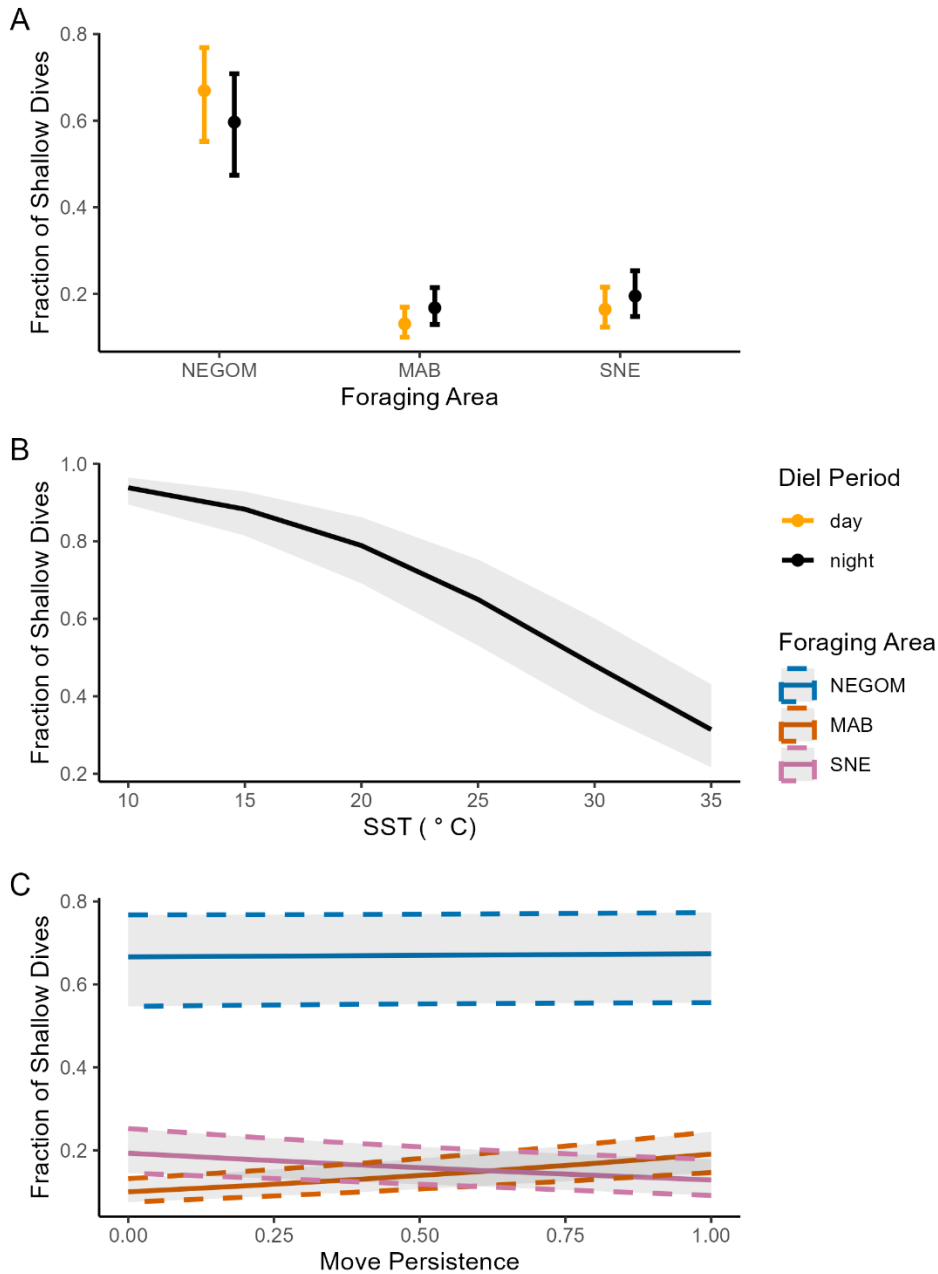 A
Fraction of Shallow Dives
0.8
0.6
0.4
0.2
NEGOM MAB SNE
Foraging Area
B
Fraction of Shallow Dives
1.0
0.8
0.6
0.4
0.2
10 15 20 25 30 35
SST ( ° C)
Diel Period
day
night
Foraging Area
NEGOM
MAB
SNE
C
Fraction of Shallow Dives
0.8
0.6
0.4
0.2
0.00 0.25 0.50 0.75 1.00
Move Persistence